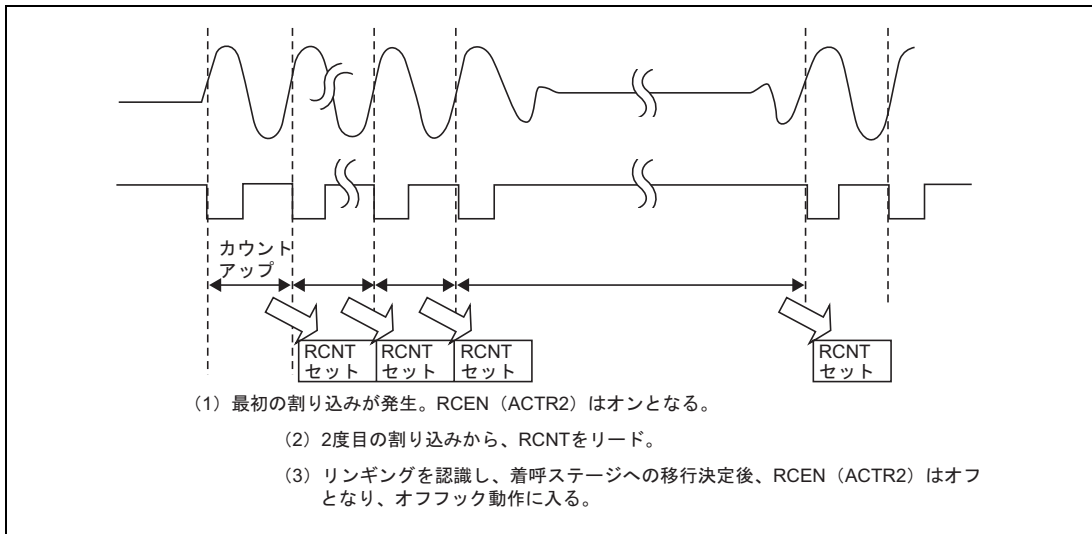 カウント
アップ
RCNT
セット
RCNT
セット
RCNT
セット
RCNT
セット
（1）最初の割り込みが発生。RCEN（ACTR2）はオンとなる。
（2）2度目の割り込みから、RCNTをリード。
（3）リンギングを認識し、着呼ステージへの移行決定後、RCEN（ACTR2）はオフ
となり、オフフック動作に入る。